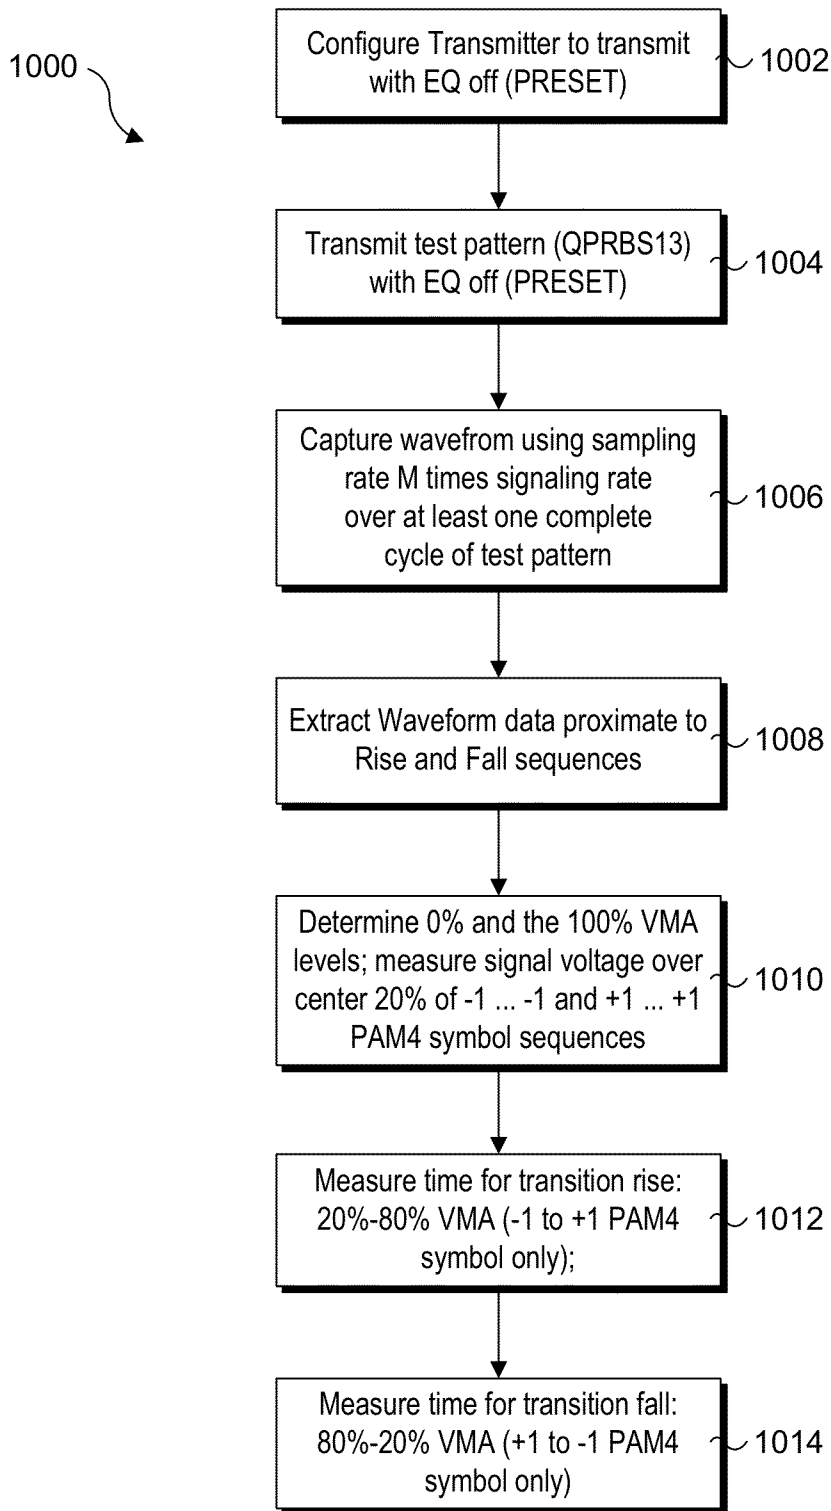 1000
Configure Transmitter to transmit
with EQ off (PRESET)
1002
Transmit test pattern (QPRBS13)
with EQ off (PRESET)
1004
Capture wavefrom using sampling
rate M times signaling rate
over at least one complete
cycle of test pattern
1006
Extract Waveform data proximate to
Rise and Fall sequences
1008
Determine 0% and the 100% VMA
levels; measure signal voltage over
center 20% of -1 ... -1 and +1 ... +1
PAM4 symbol sequences
1010
Measure time for transition rise:
20%-80% VMA (-1 to +1 PAM4
symbol only);
1012
Measure time for transition fall:
80%-20% VMA (+1 to -1 PAM4
symbol only)
1014